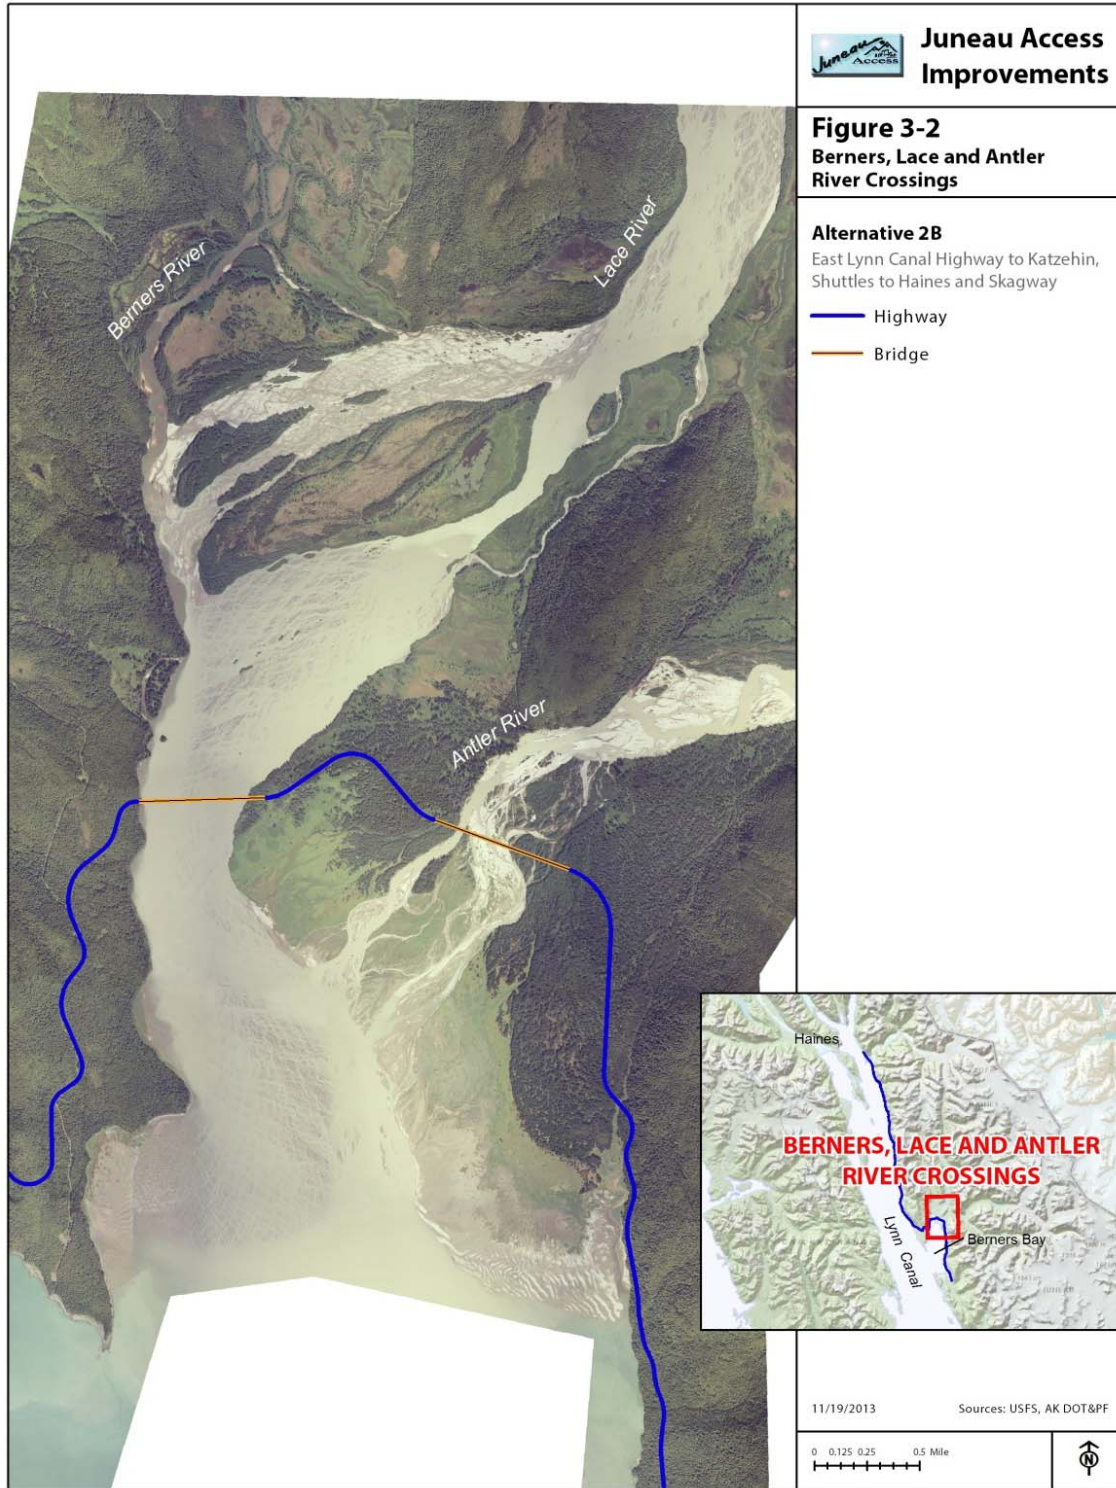 Juneau
Access
Juneau Access
Improvements
Figure 3-2
Berners, Lace and Antler
River Crossings
Alternative 2B
East Lynn Canal Highway to Katzehin,
Shuttles to Haines and Skagway
Highway
Bridge
Berners River
Lace River
Antler River
Haines
BERNERS, LACE AND ANTLER
RIVER CROSSINGS
Lynn Canal
Berners Bay
11/19/2013 Sources: USFS, AK DOT&PF
0 0.125 0.25 0.5 Mile
N